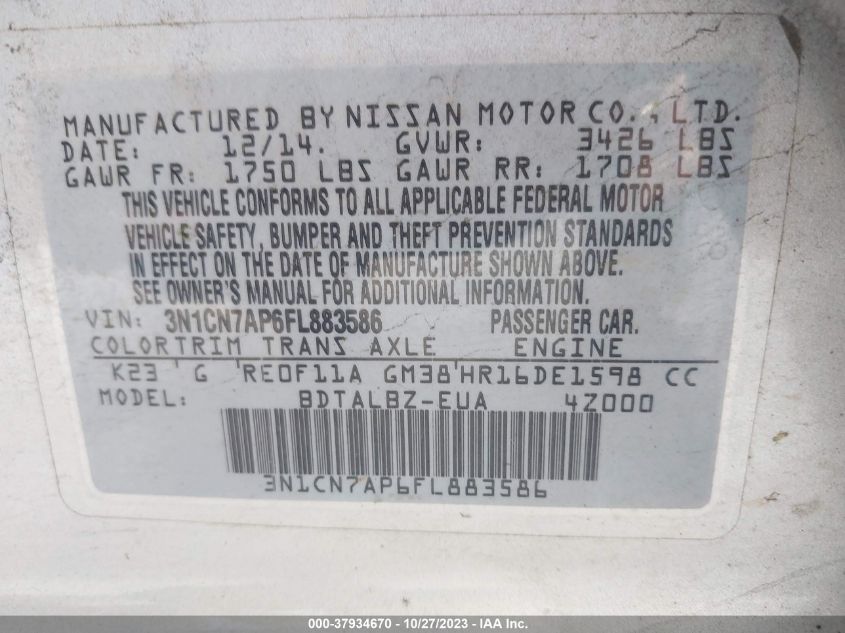 MANUFACTURED BY NISSAN MOTOR CO., LTD.
DATE: 12/14. GVWR: 3426 LBS
GAWR FR: 1750 LBS GAWR RR: 1708 LBS
THIS VEHICLE CONFORMS TO ALL APPLICABLE FEDERAL MOTOR
VEHICLE SAFETY, BUMPER AND THEFT PREVENTION STANDARDS
IN EFFECT ON THE DATE OF MANUFACTURE SHOWN ABOVE.
SEE OWNER'S MANUAL FOR ADDITIONAL INFORMATION.
VIN: 3N1CN7AP6FL883586 PASSENGER CAR.
COLORTRIM TRANS AXLE ENGINE
K23 'G 'RE0F11A GM38'HR16DE1598 CC
MODEL: BDTALBZ-EUA 4Z000
3N1CN7AP6FL883586
000-37934670 - 10/27/2023 - IAA Inc.